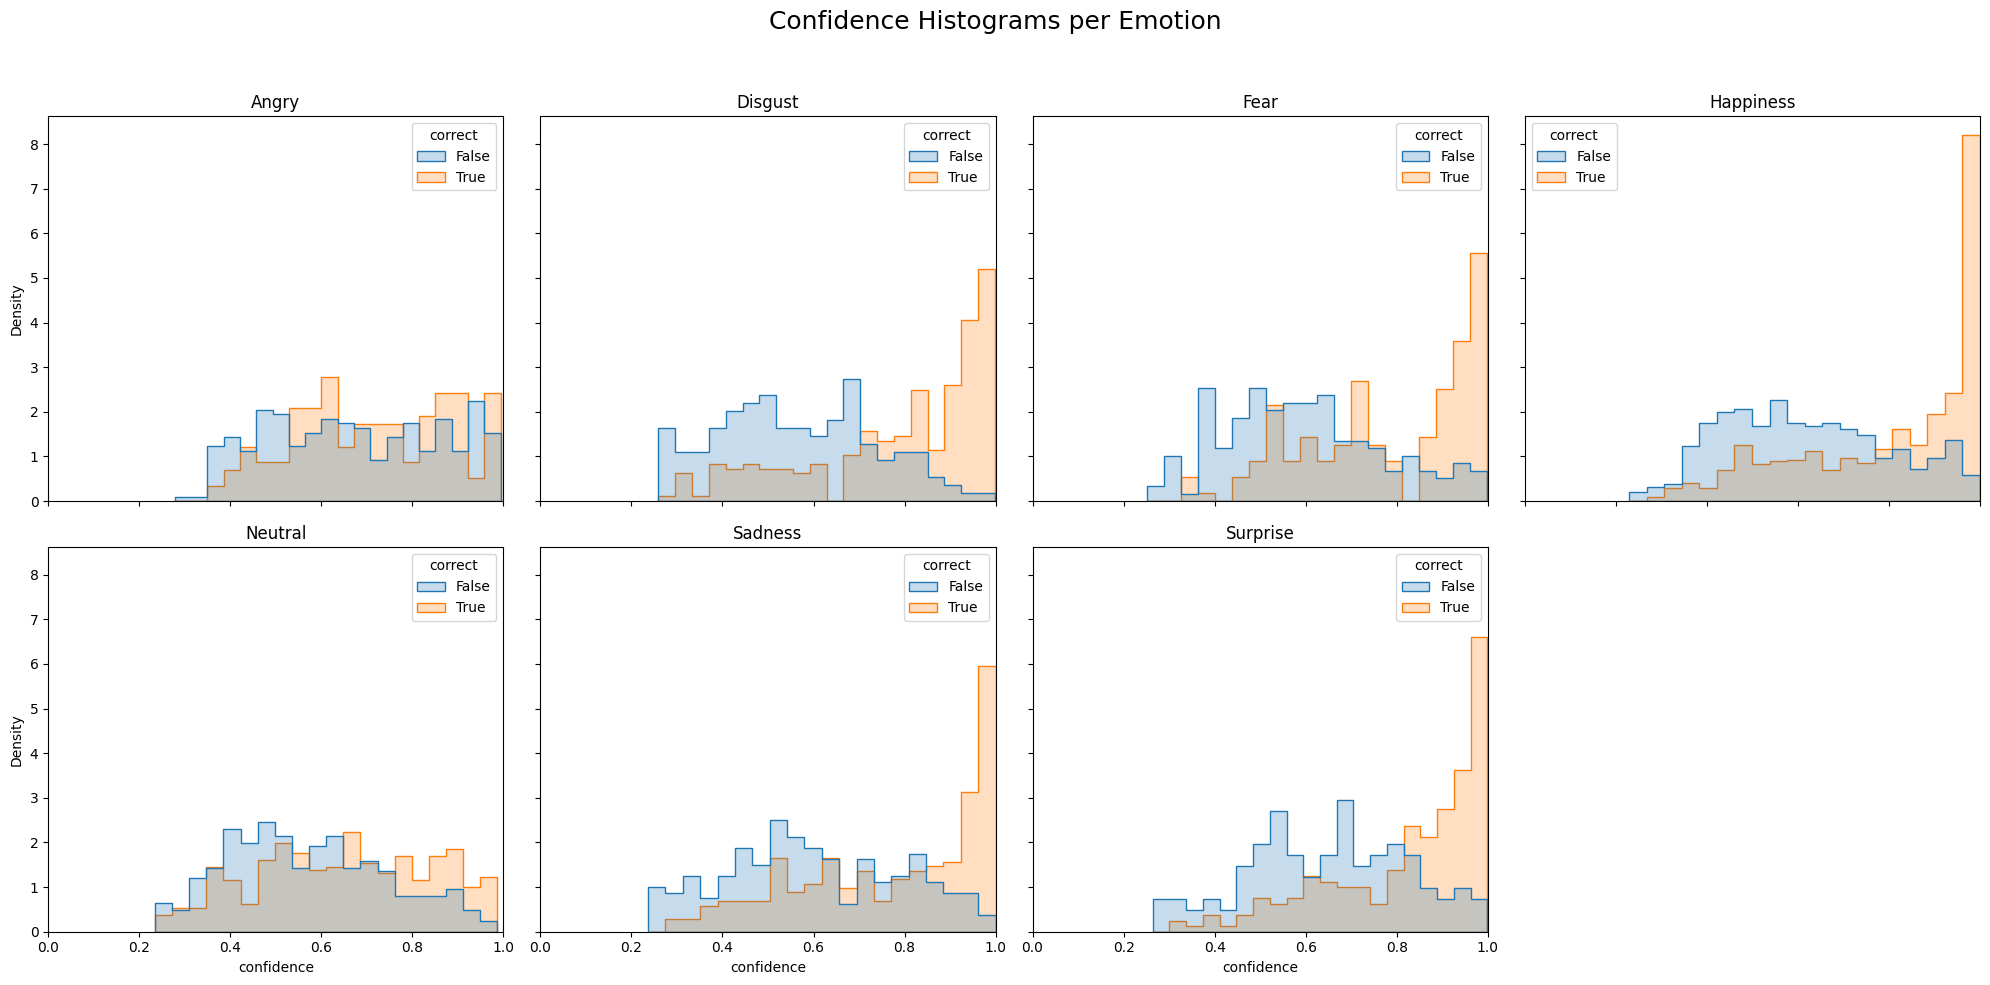 Confidence Histograms per Emotion
Angry
Disgust
Fear
Happiness
correct
False
True
correct
False
True
correct
False
True
correct
False
True
Density
8
7
6
5
4
3
2
1
0
Neutral
Sadness
Surprise
correct
False
True
correct
False
True
correct
False
True
Density
8
7
6
5
4
3
2
1
0
0.0 0.2 0.4 0.6 0.8 1.0
0.0 0.2 0.4 0.6 0.8 1.0
0.0 0.2 0.4 0.6 0.8 1.0
confidence
confidence
confidence